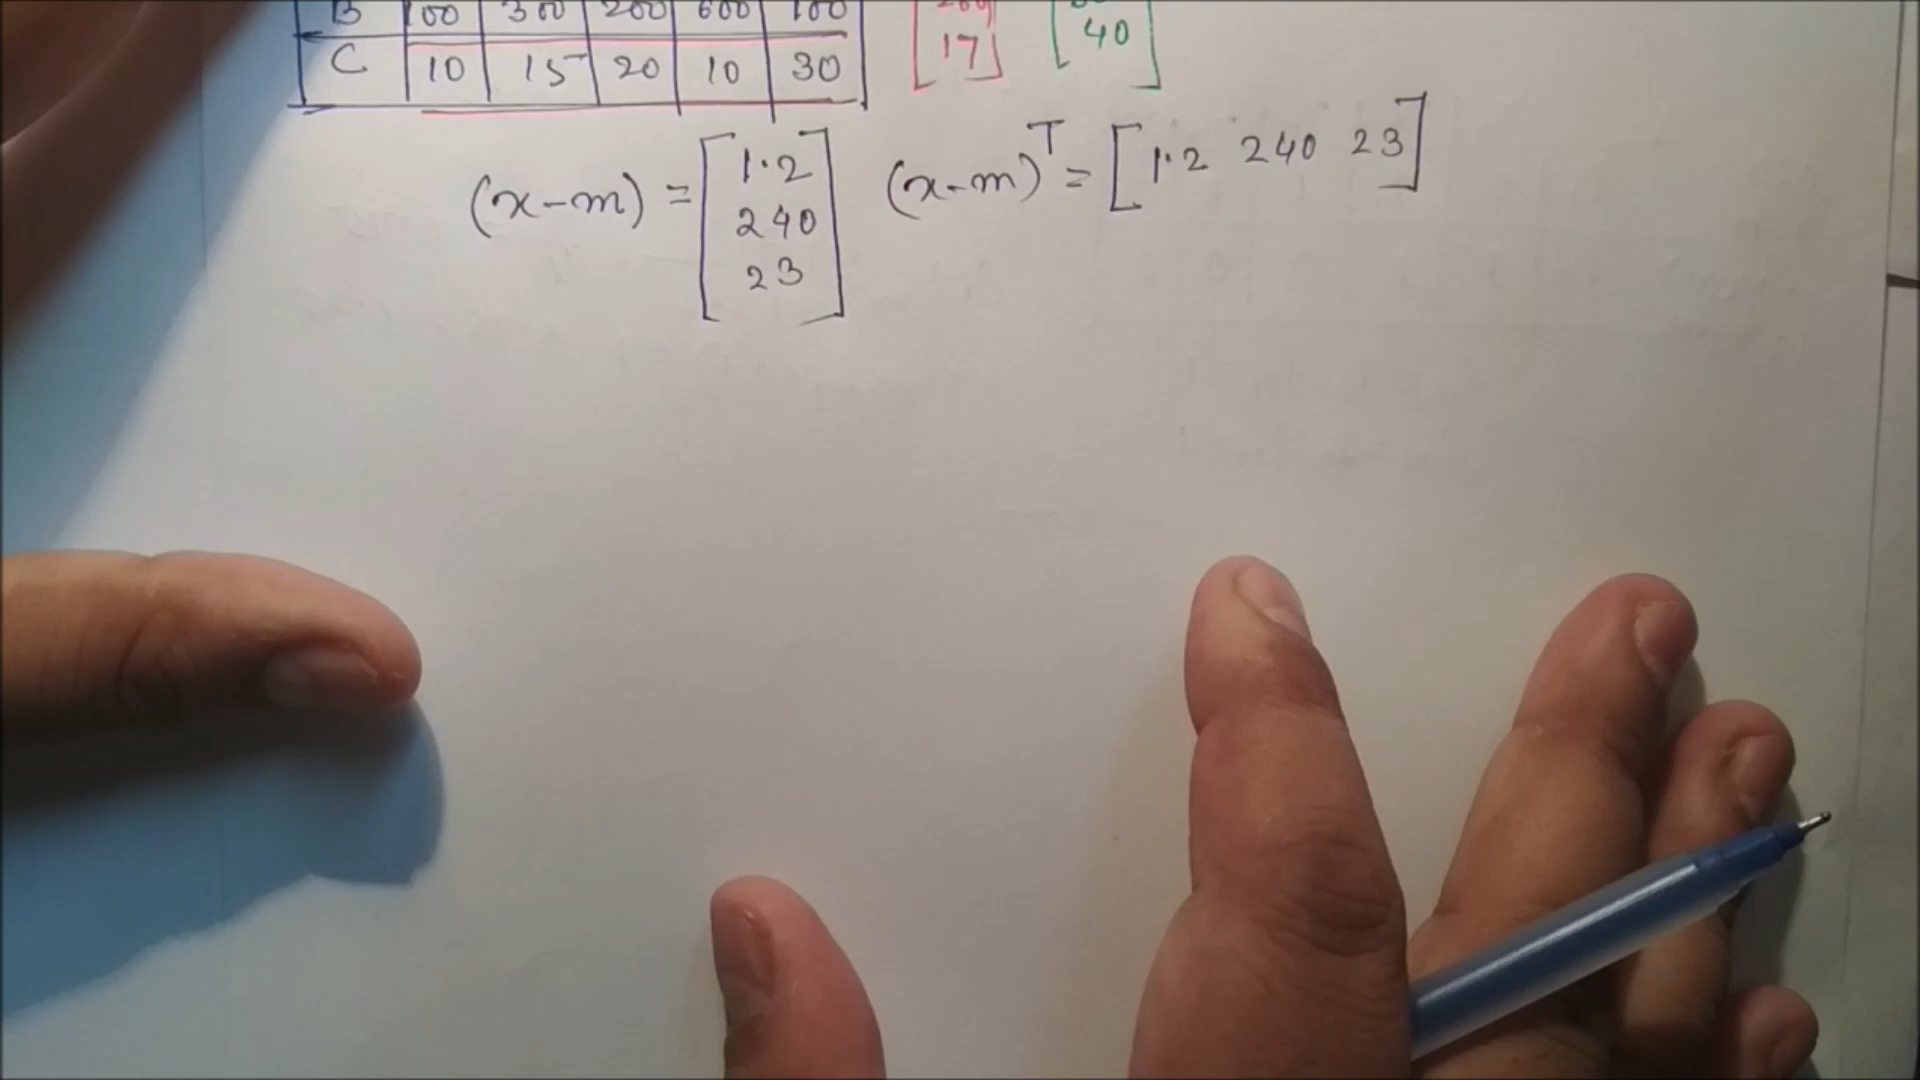 B 100 300 200 600 100
C 10 15 20 10 30
17
40
(x-m) = [1.2 240 23]
(x-m)ᵀ = [1.2 240 23]